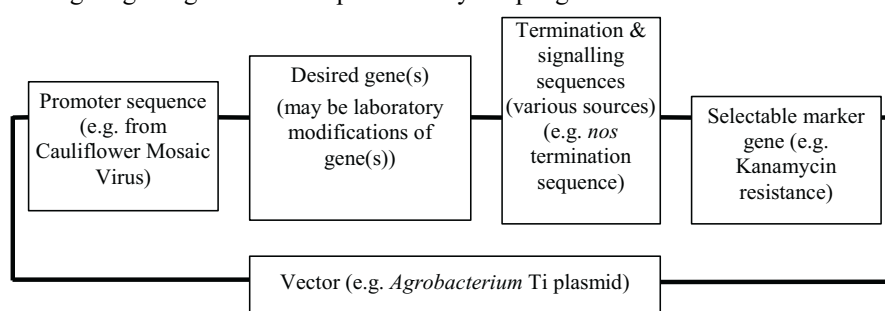 Promoter sequence
(e.g. from
Cauliflower Mosaic
Virus)
Desired gene(s)
(may be laboratory
modifications of
gene(s))
Termination &
signalling
sequences
(various sources)
(e.g. nos
termination
sequence)
Selectable marker
gene (e.g.
Kanamycin
resistance)
Vector (e.g. Agrobacterium Ti plasmid)